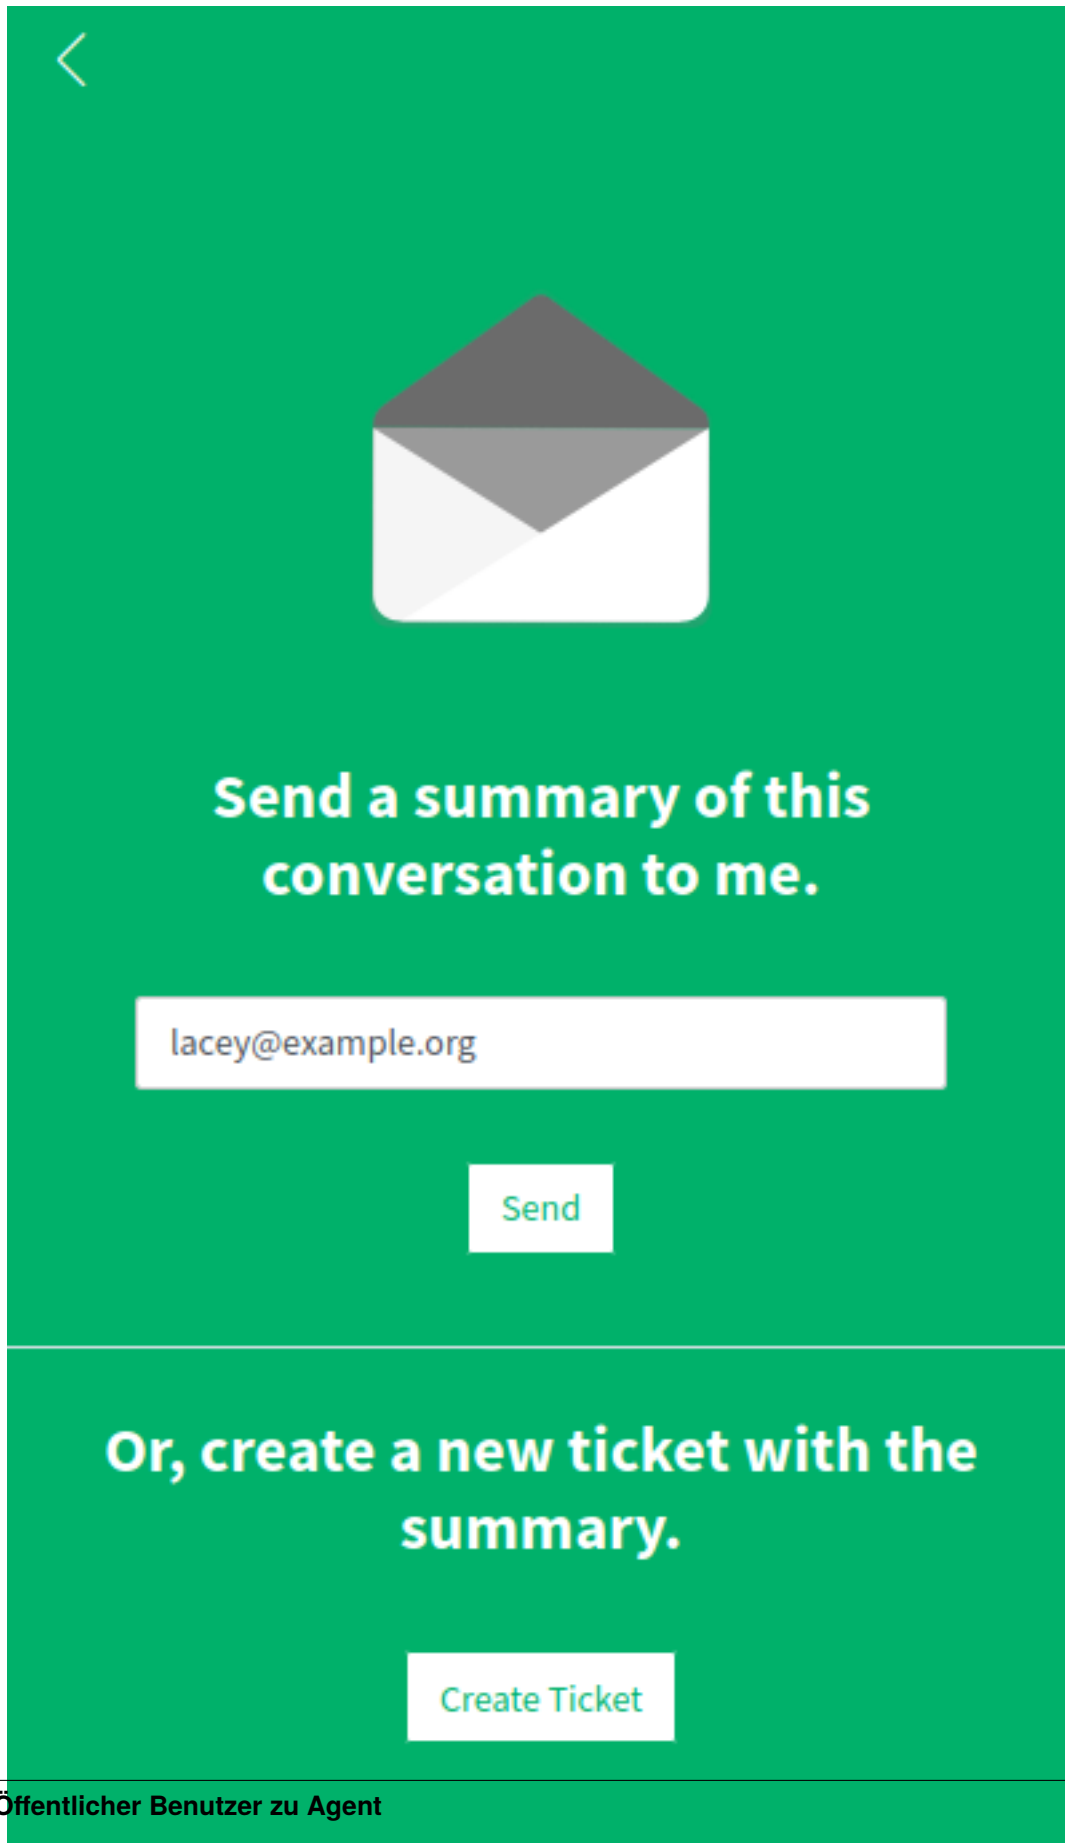 Send a summary of this
conversation to me.
lacey@example.org
Send
Or, create a new ticket with the
summary.
Create Ticket
Öffentlicher Benutzer zu Agent